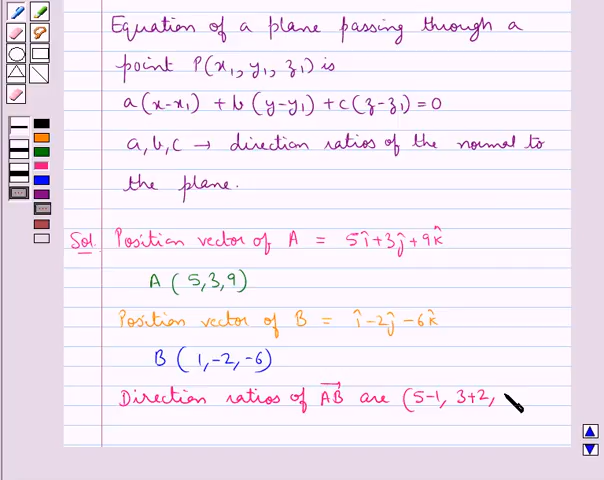 Equation of a plane passing through a
point P(x₁, y₁, z₁) is
a(x-x₁) + b(y-y₁) + c(z-z₁) = 0
a, b, c → direction ratios of the normal to
the plane.
Sol. Position vector of A = 5î+3ĵ+9k̂
A (5,3,9)
Position vector of B = î-2ĵ-6k̂
B (1,-2,-6)
Direction ratios of A⃗B⃗ are (5-1, 3+2,